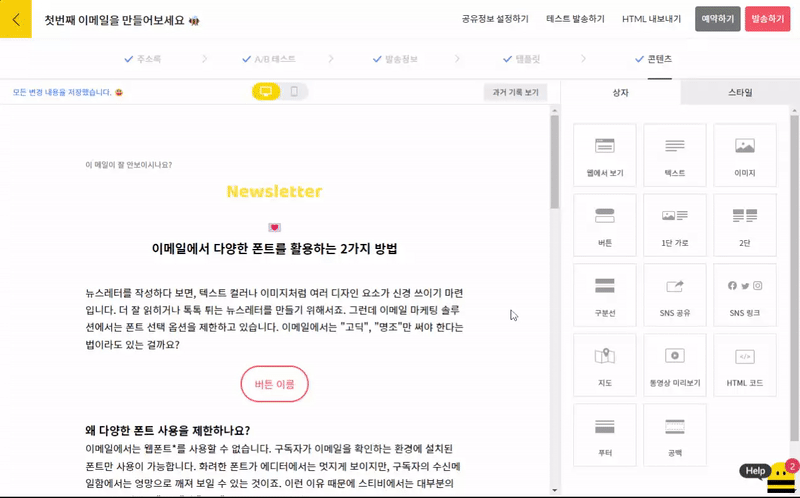 첫번째 이메일을 만들어보세요 🐝
공유정보 설정하기
테스트 발송하기
HTML 내보내기
예약하기
발송하기
주소록
A/B 테스트
발송정보
템플릿
콘텐츠
모든 변경 내용을 저장했습니다.
과거 기록 보기
상자
스타일
이 메일이 잘 안보이시나요?
Newsletter
💌
이메일에서 다양한 폰트를 활용하는 2가지 방법
뉴스레터를 작성하다 보면, 텍스트 컬러나 이미지처럼 여러 디자인 요소가 신경 쓰이기 마련
입니다. 더 잘 읽히거나 톡톡 튀는 뉴스레터를 만들기 위해서죠. 그런데 이메일 마케팅 솔루
션에서는 폰트 선택 옵션을 제한하고 있습니다. 이메일에서는 "고딕", "명조"만 써야 한다는
법이라도 있는 걸까요?
버튼 이름
왜 다양한 폰트 사용을 제한하나요?
이메일에서는 웹폰트*를 사용할 수 없습니다. 구독자가 이메일을 확인하는 환경에 설치된
폰트만 사용이 가능합니다. 화려한 폰트가 에디터에서는 멋지게 보이지만, 구독자의 수신메
일함에서는 엉망으로 깨져 보일 수 있는 것이죠. 이런 이유 때문에 스티비에서는 대부분의
웹에서 보기
텍스트
이미지
버튼
1단 가로
2단
구분선
SNS 공유
SNS 링크
지도
동영상 미리보기
HTML 코드
푸터
공백
Help
2